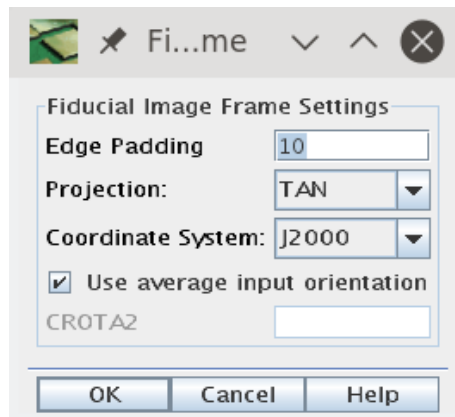 Fi...me
Fiducial Image Frame Settings
Edge Padding 10
Projection: TAN
Coordinate System: J2000
Use average input orientation
CROTA2
OK Cancel Help